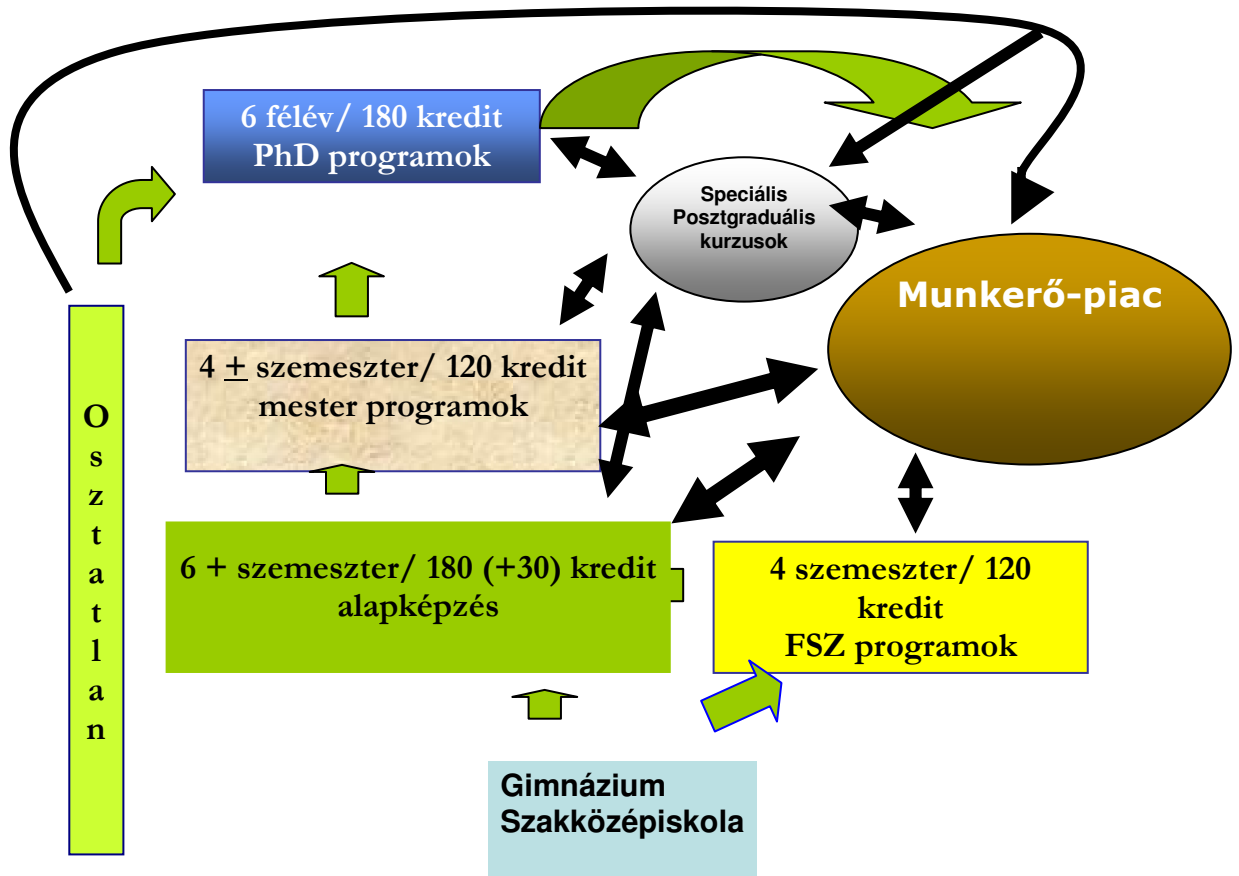 6 félév/ 180 kredit
PhD programok
Speciális
Posztgraduális
kurzusok
Munkerő-piac
4 ± szemeszter/ 120 kredit
mester programok
O
s
z
t
a
t
l
a
n
6 + szemeszter/ 180 (+30) kredit
alapképzés
4 szemeszter/ 120
kredit
FSZ programok
Gimnázium
Szakközépiskola